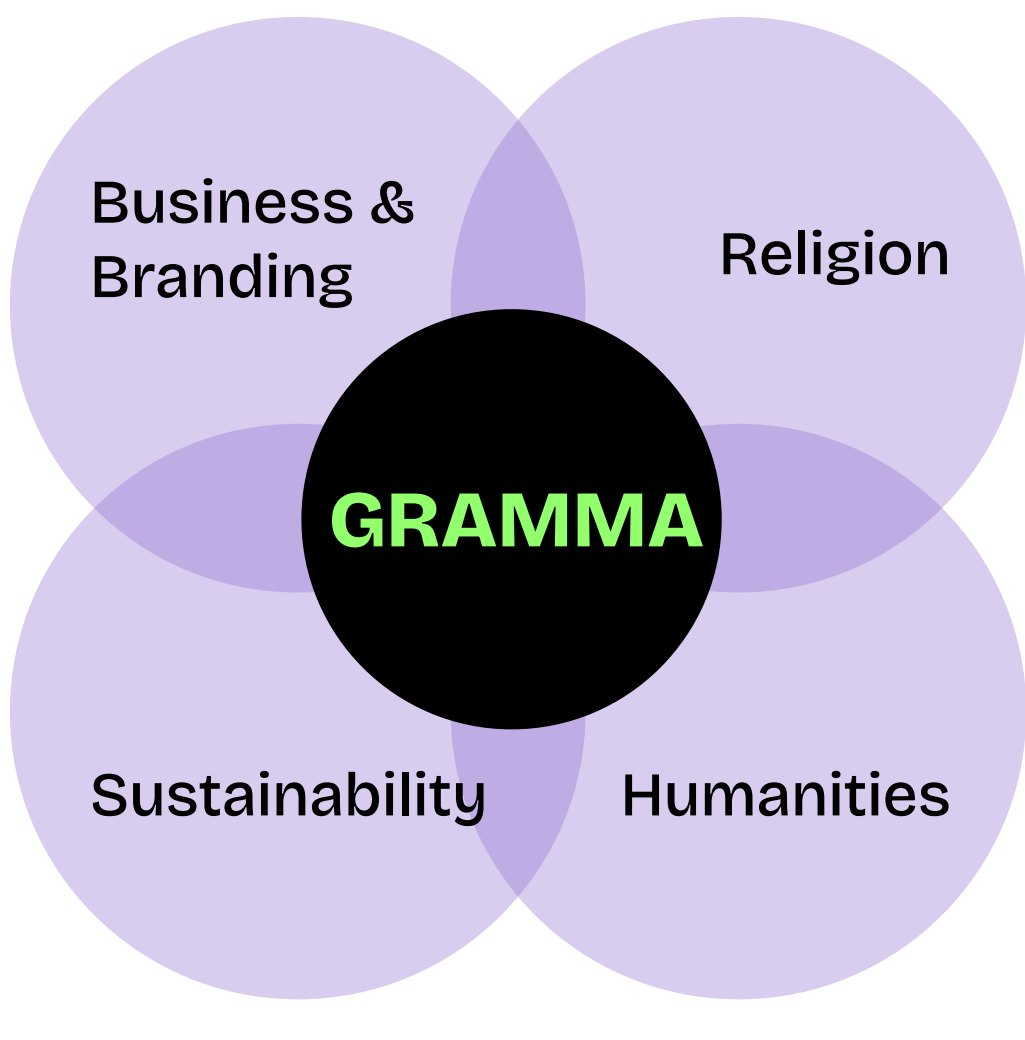 Business &
Branding
Religion
GRAMMA
Sustainability
Humanities